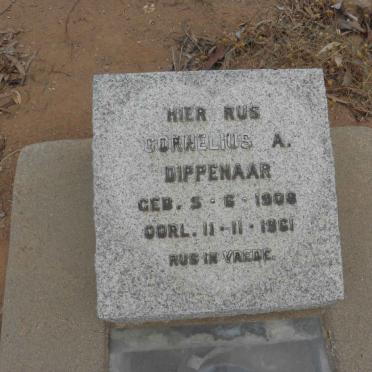 HIER RUS
CORNELIUS A.
DIPPENAAR
GEB. 5 - 6 - 1908
OORL. 11 - 11 - 1961
RUS IN VREDE.